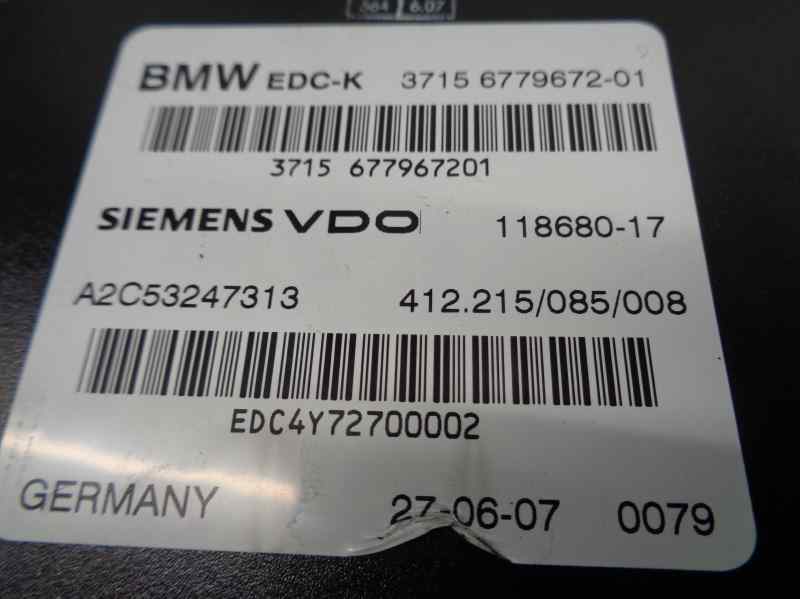 564 6.07
BMW EDC-K 3715 6779672-01
3715 677967201
SIEMENS VDO 118680-17
A2C53247313 412.215/085/008
EDC4Y72700002
GERMANY 27-06-07 0079